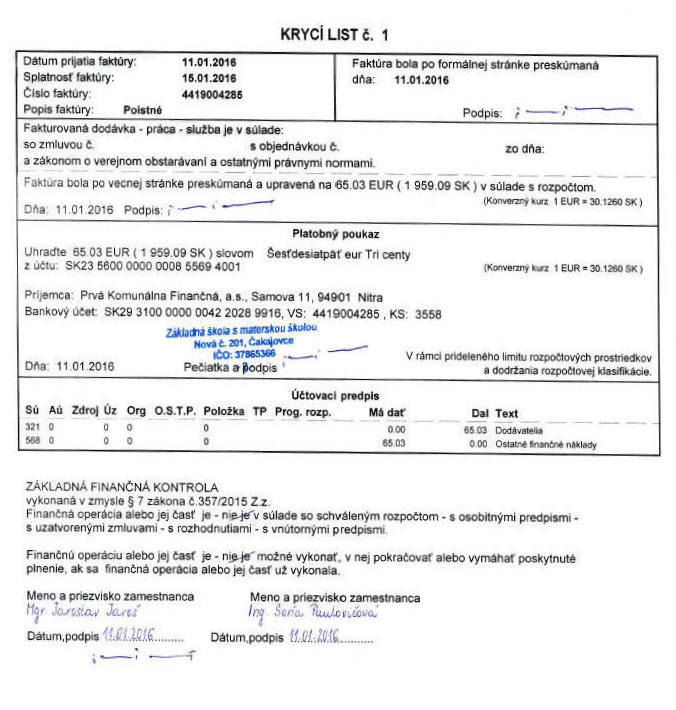 KRYCÍ LIST č. 1
Dátum prijatia faktúry: 11.01.2016
Splatnosť faktúry: 15.01.2016
Číslo faktúry: 4419004285
Popis faktúry: Poistné
Faktúra bola po formálnej stránke preskúmaná
dňa: 11.01.2016
Podpis:
Fakturovaná dodávka - práca - služba je v súlade:
so zmluvou č. s objednávkou č. zo dňa:
a zákonom o verejnom obstarávaní a ostatnými právnymi normami.
Faktúra bola po vecnej stránke preskúmaná a upravená na 65.03 EUR ( 1 959.09 SK ) v súlade s rozpočtom.
(Konverzný kurz 1 EUR = 30.1260 SK )
Dňa: 11.01.2016 Podpis:
Platobný poukaz
Uhraďte 65.03 EUR ( 1 959.09 SK ) slovom Šesťdesiatpäť eur Tri centy
z účtu: SK23 5600 0000 0008 5569 4001 (Konverzný kurz 1 EUR = 30.1260 SK )
Príjemca: Prvá Komunálna Finančná, a.s., Samova 11, 94901 Nitra
Bankový účet: SK29 3100 0000 0042 2028 9916, VS: 4419004285 , KS: 3558
Základná škola s materskou školou
Nová č. 201, Čakajovce
IČO: 37865366
V rámci prideleného limitu rozpočtových prostriedkov
Dňa: 11.01.2016 Pečiatka a podpis a dodržania rozpočtovej klasifikácie.
Účtovací predpis
Sú Aú Zdroj Úz Org O.S.T.P. Položka TP Prog. rozp. Má dať Dal Text
321 0 0 0 0 0 0.00 65.03 Dodávatelia
568 0 0 0 0 0 65.03 0.00 Ostatné finančné náklady
ZÁKLADNÁ FINANČNÁ KONTROLA
vykonaná v zmysle § 7 zákona č.357/2015 Z.z.
Finančná operácia alebo jej časť je - nie je v súlade so schváleným rozpočtom - s osobitnými predpismi -
s uzatvorenými zmluvami - s rozhodnutiami - s vnútornými predpismi.
Finančnú operáciu alebo jej časť je - nie je možné vykonať, v nej pokračovať alebo vymáhať poskytnuté
plnenie, ak sa finančná operácia alebo jej časť už vykonala.
Meno a priezvisko zamestnanca Meno a priezvisko zamestnanca
Mgr. Jaroslav Jareš Ing. Soňa Paulovičová
Dátum,podpis 11.01.2016 Dátum,podpis 11.01.2016